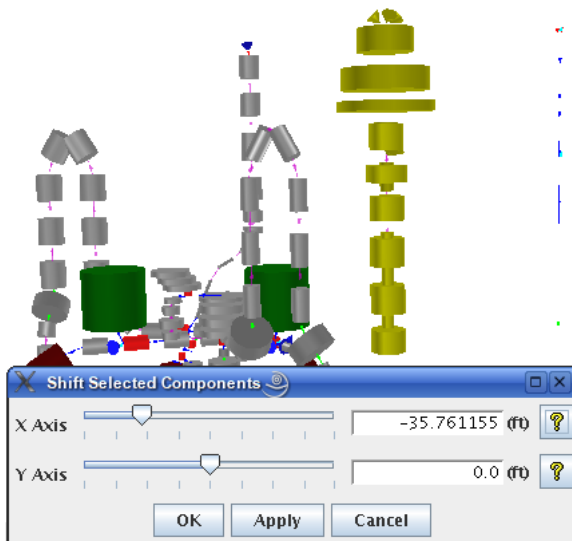 Shift Selected Components
X Axis -35.761155 (ft) ?
Y Axis 0.0 (ft) ?
OK Apply Cancel